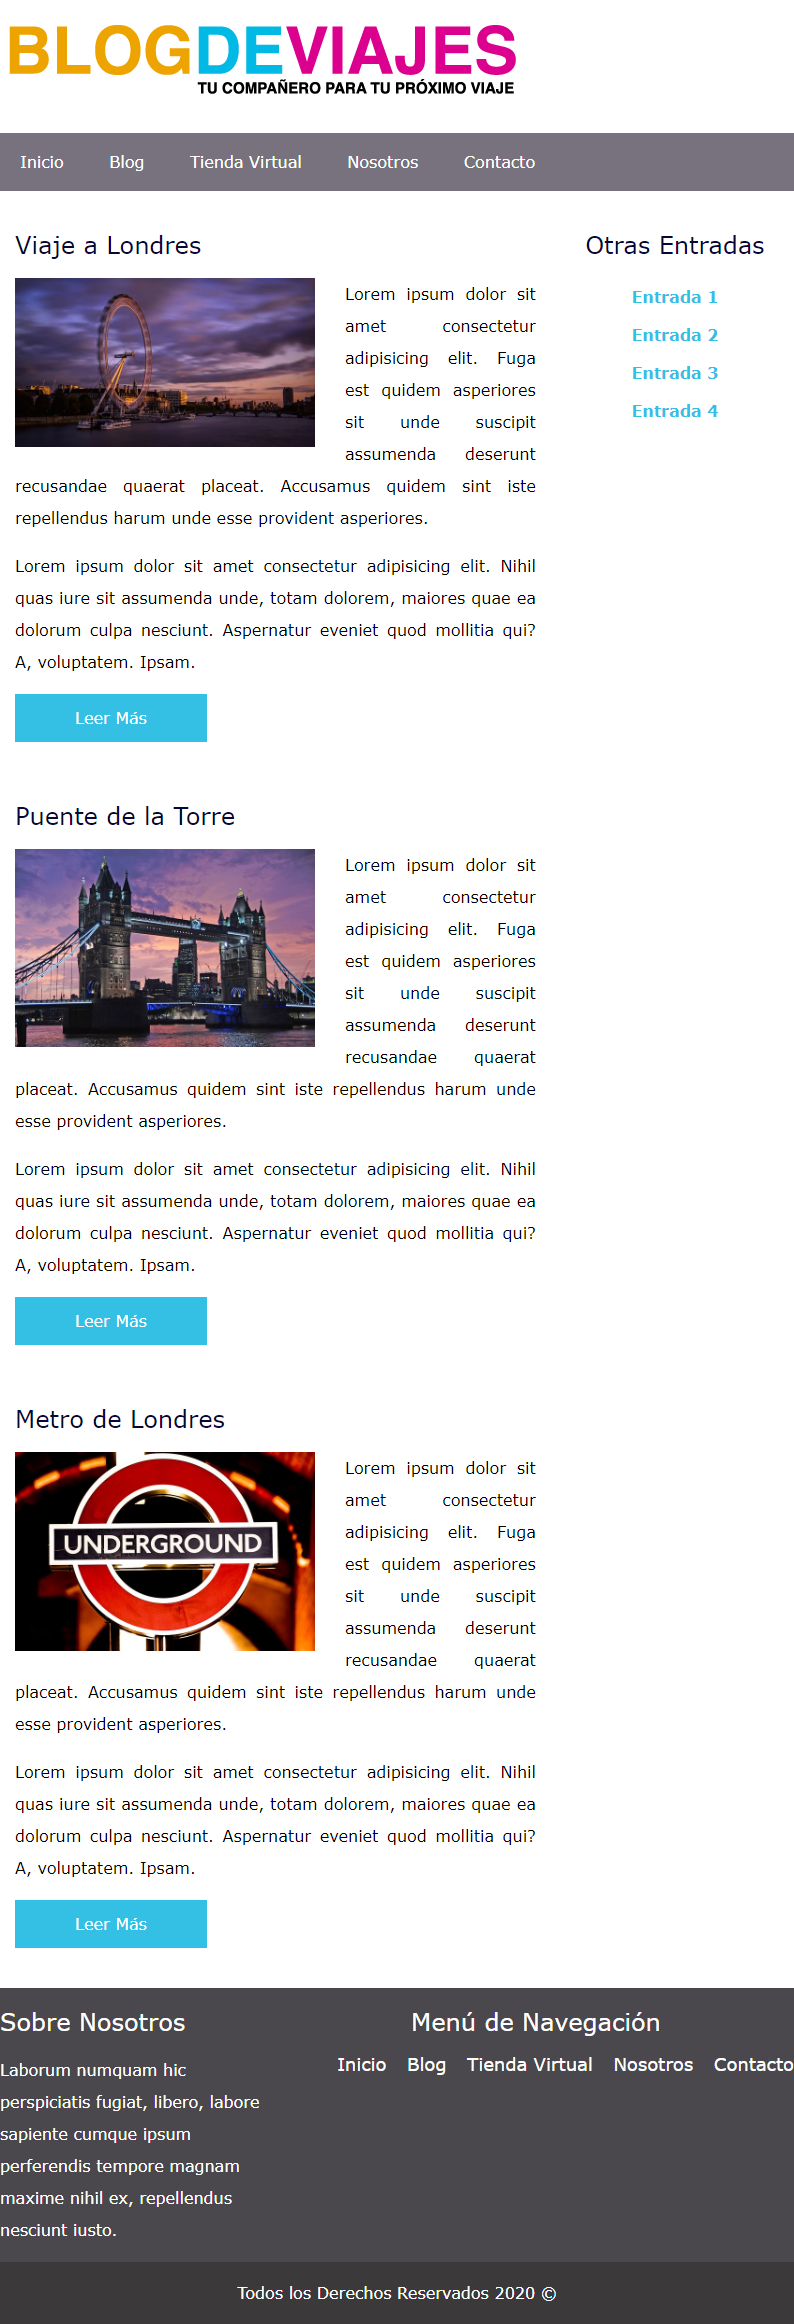 BLOGDEVIAJES
TU COMPAÑERO PARA TU PRÓXIMO VIAJE
Inicio Blog Tienda Virtual Nosotros Contacto
Viaje a Londres
Lorem ipsum dolor sit
amet consectetur
adipisicing elit. Fuga
est quidem asperiores
sit unde suscipit
assumenda deserunt
recusandae quaerat placeat. Accusamus quidem sint iste
repellendus harum unde esse provident asperiores.
Lorem ipsum dolor sit amet consectetur adipisicing elit. Nihil
quas iure sit assumenda unde, totam dolorem, maiores quae ea
dolorum culpa nesciunt. Aspernatur eveniet quod mollitia qui?
A, voluptatem. Ipsam.
Leer Más
Puente de la Torre
Lorem ipsum dolor sit
amet consectetur
adipisicing elit. Fuga
est quidem asperiores
sit unde suscipit
assumenda deserunt
recusandae quaerat
placeat. Accusamus quidem sint iste repellendus harum unde
esse provident asperiores.
Lorem ipsum dolor sit amet consectetur adipisicing elit. Nihil
quas iure sit assumenda unde, totam dolorem, maiores quae ea
dolorum culpa nesciunt. Aspernatur eveniet quod mollitia qui?
A, voluptatem. Ipsam.
Leer Más
Metro de Londres
UNDERGROUND
Lorem ipsum dolor sit
amet consectetur
adipisicing elit. Fuga
est quidem asperiores
sit unde suscipit
assumenda deserunt
recusandae quaerat
placeat. Accusamus quidem sint iste repellendus harum unde
esse provident asperiores.
Lorem ipsum dolor sit amet consectetur adipisicing elit. Nihil
quas iure sit assumenda unde, totam dolorem, maiores quae ea
dolorum culpa nesciunt. Aspernatur eveniet quod mollitia qui?
A, voluptatem. Ipsam.
Leer Más
Otras Entradas
Entrada 1
Entrada 2
Entrada 3
Entrada 4
Sobre Nosotros
Laborum numquam hic
perspiciatis fugiat, libero, labore
sapiente cumque ipsum
perferendis tempore magnam
maxime nihil ex, repellendus
nesciunt iusto.
Menú de Navegación
Inicio Blog Tienda Virtual Nosotros Contacto
Todos los Derechos Reservados 2020 ©